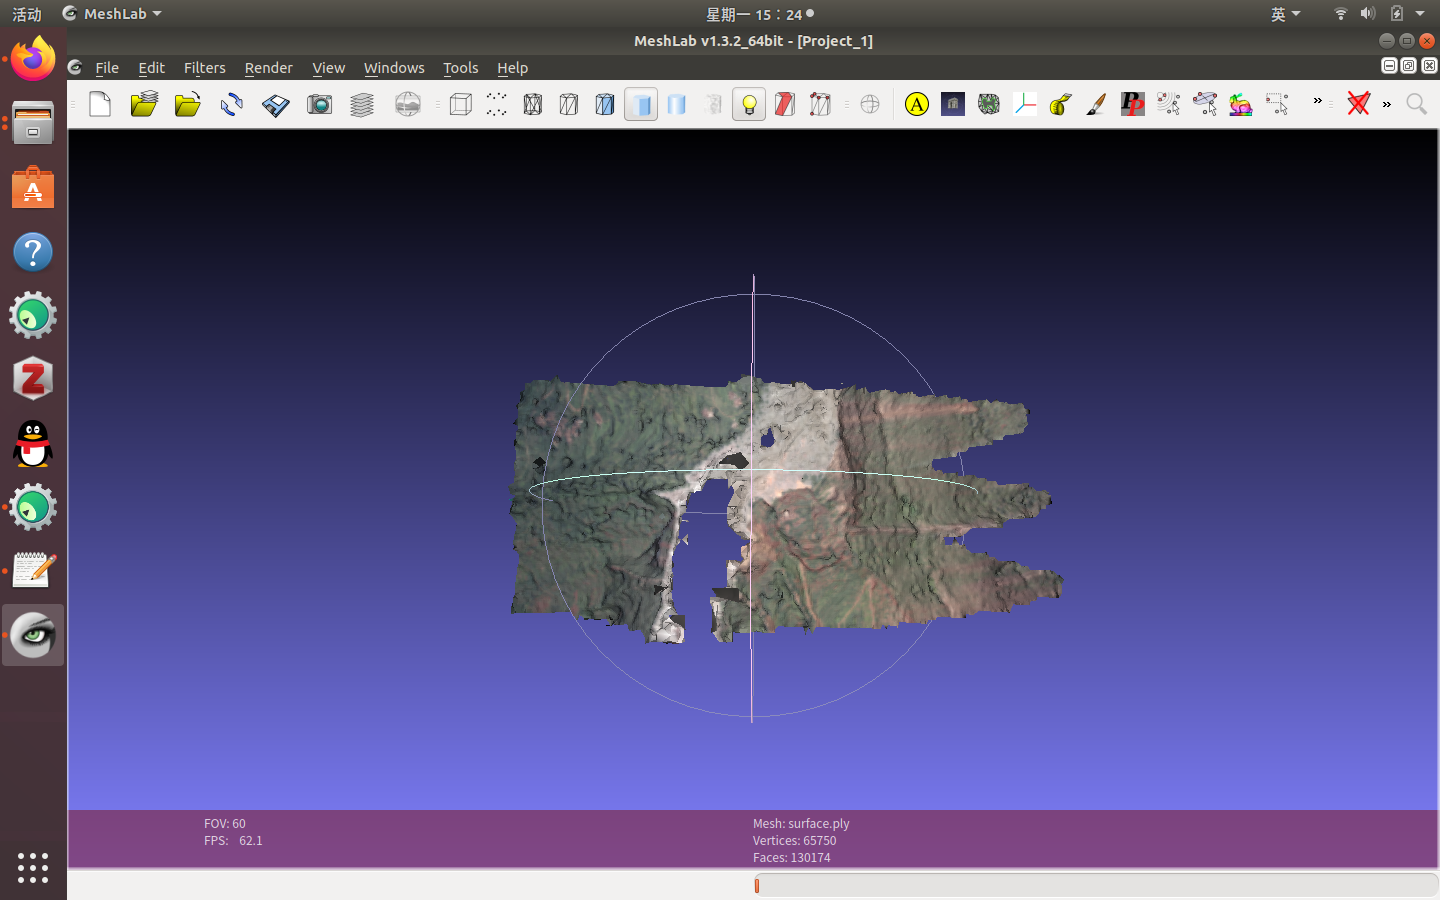 活动
MeshLab
星期一 15：24
英
MeshLab v1.3.2_64bit - [Project_1]
File Edit Filters Render View Windows Tools Help
A
PP
»
»
A
?
Z
FOV: 60
FPS: 62.1
Mesh: surface.ply
Vertices: 65750
Faces: 130174